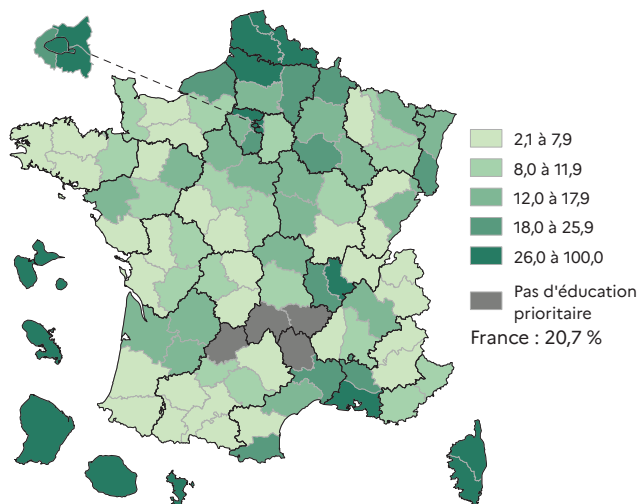 2,1 à 7,9
8,0 à 11,9
12,0 à 17,9
18,0 à 25,9
26,0 à 100,0
Pas d'éducation
prioritaire
France : 20,7 %